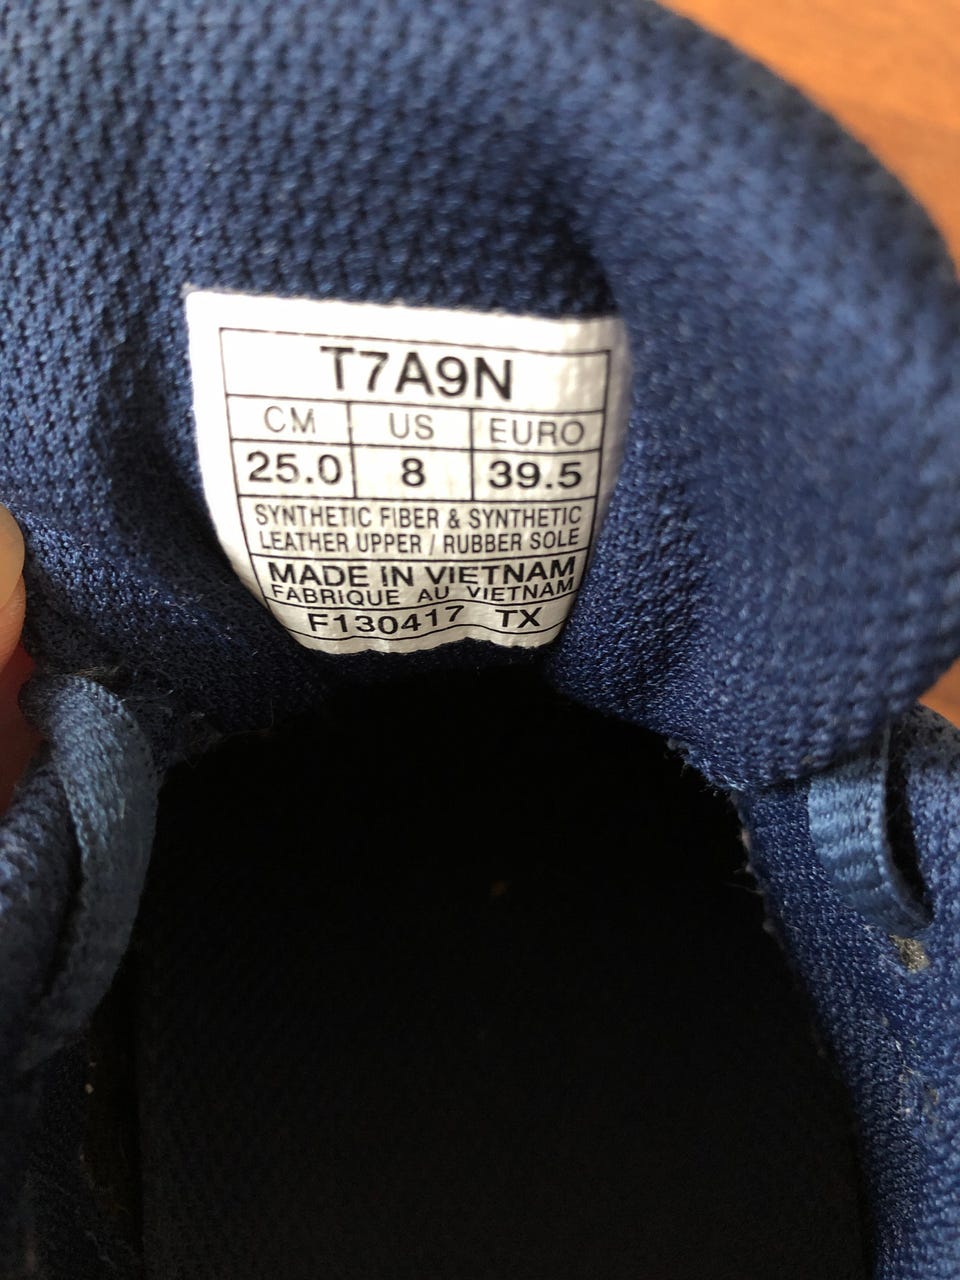 T7A9N
CM US EURO
25.0 8 39.5
SYNTHETIC FIBER & SYNTHETIC
LEATHER UPPER / RUBBER SOLE
MADE IN VIETNAM
FABRIQUE AU VIETNAM
F130417 TX